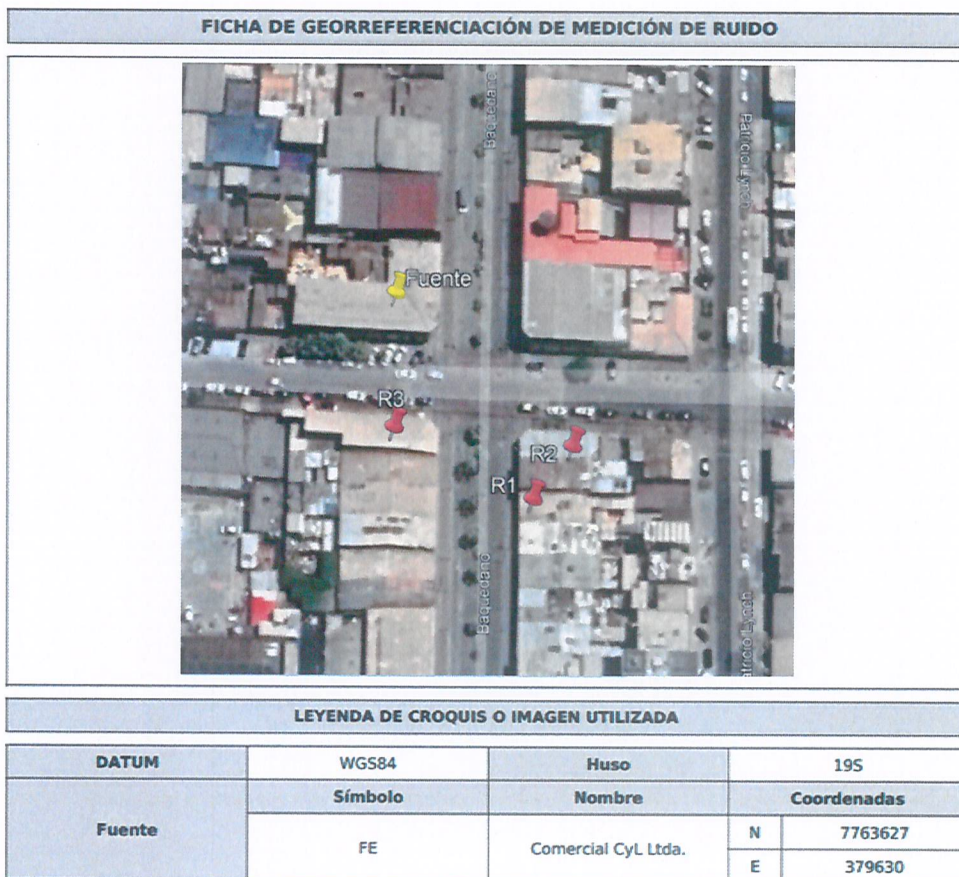 FICHA DE GEORREFERENCIACIÓN DE MEDICIÓN DE RUIDO
Baquedano
Patricio Lynch
Fuente
R3
R2
R1
Baquedano
atricio Lynch
LEYENDA DE CROQUIS O IMAGEN UTILIZADA
DATUM WGS84 Huso 19S
Fuente Símbolo Nombre Coordenadas
FE Comercial CyL Ltda. N 7763627
E 379630